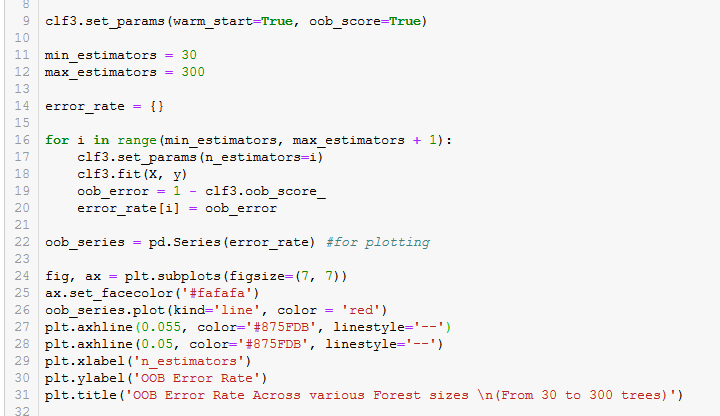 8
9 clf3.set_params(warm_start=True, oob_score=True)
10
11 min_estimators = 30
12 max_estimators = 300
13
14 error_rate = {}
15
16 for i in range(min_estimators, max_estimators + 1):
17     clf3.set_params(n_estimators=i)
18     clf3.fit(X, y)
19     oob_error = 1 - clf3.oob_score_
20     error_rate[i] = oob_error
21
22 oob_series = pd.Series(error_rate) #for plotting
23
24 fig, ax = plt.subplots(figsize=(7, 7))
25 ax.set_facecolor('#fafafa')
26 oob_series.plot(kind='line', color = 'red')
27 plt.axhline(0.055, color='#875FDB', linestyle='--')
28 plt.axhline(0.05, color='#875FDB', linestyle='--')
29 plt.xlabel('n_estimators')
30 plt.ylabel('OOB Error Rate')
31 plt.title('OOB Error Rate Across various Forest sizes \n(From 30 to 300 trees)')
32